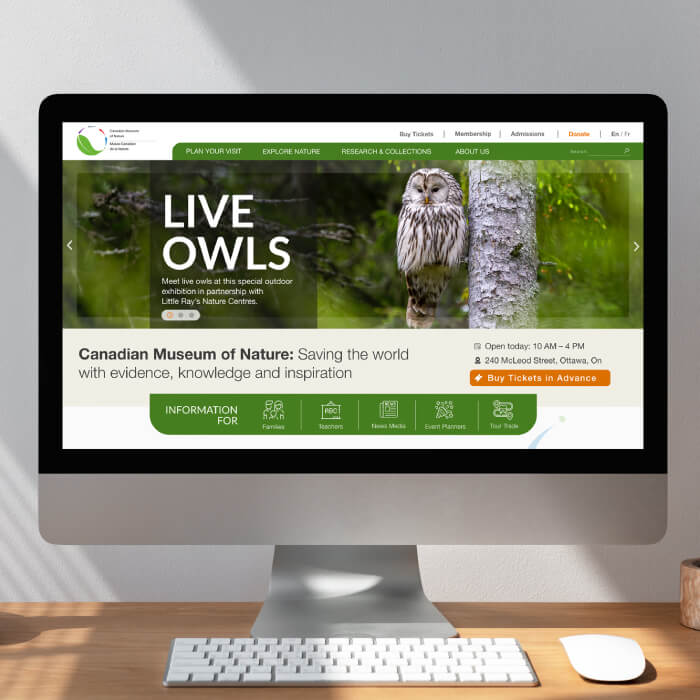 Canadian Museum
of Nature
Musée Canadien
de la Nature
Buy Tickets | Membership | Admissions | Donate | En / Fr
PLAN YOUR VISIT EXPLORE NATURE RESEARCH & COLLECTIONS ABOUT US Search
LIVE
OWLS
Meet live owls at this special outdoor
exhibition in partnership with
Little Ray's Nature Centres.
Canadian Museum of Nature: Saving the world
with evidence, knowledge and inspiration
Open today: 10 AM – 4 PM
240 McLeod Street, Ottawa, On
Buy Tickets in Advance
INFORMATION
FOR
Families
ABC
Teachers
NEWS
News Media
Event Planners
Tour Trade